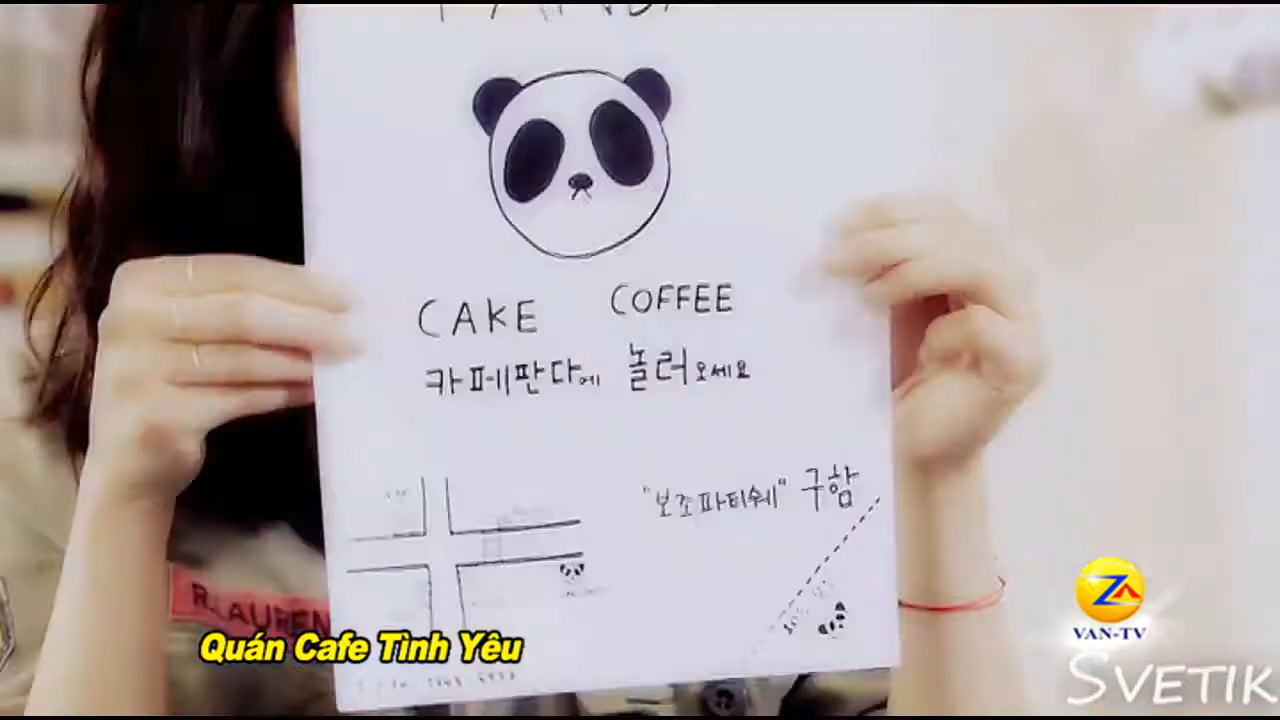 CAKE COFFEE
카페판다에 놀러오세요
"보조파티쉐" 구함
R.LAUREN
Quán Cafe Tình Yêu
VAN-TV
SVETIK